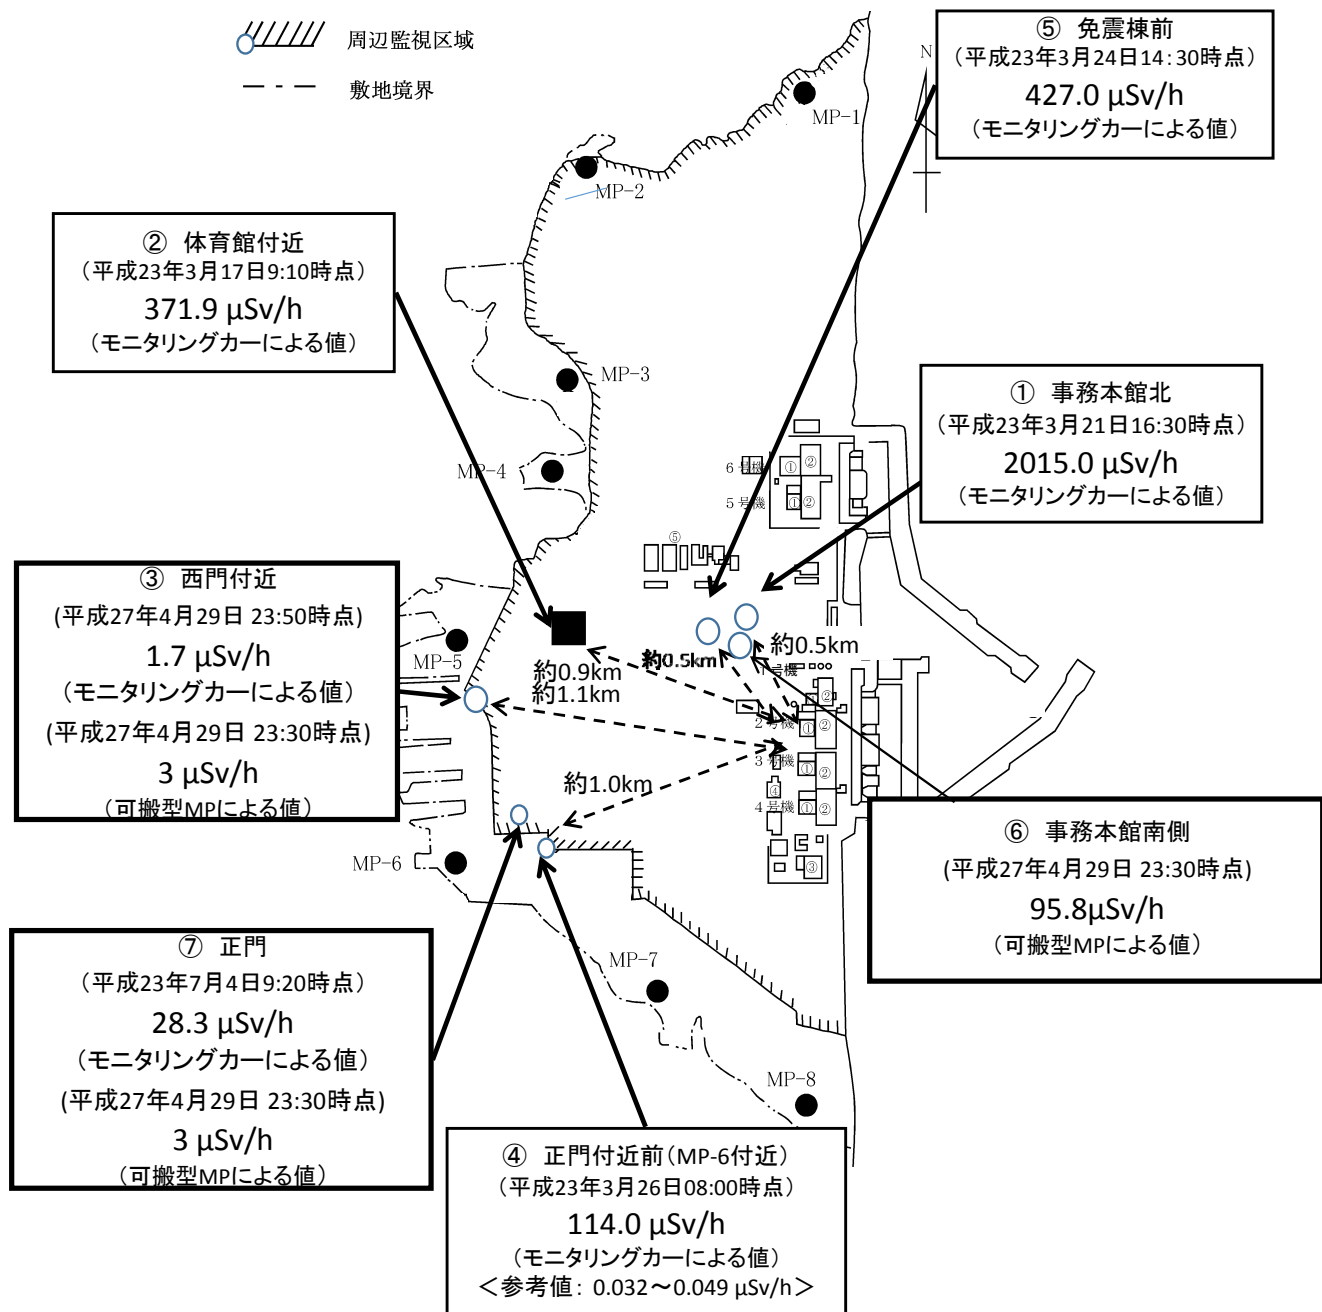 周辺監視区域
敷地境界
⑤ 免震棟前
（平成23年3月24日14：30時点）
427.0 μSv/h
（モニタリングカーによる値）
N
MP-1
MP-2
② 体育館付近
（平成23年3月17日9:10時点）
371.9 μSv/h
（モニタリングカーによる値）
MP-3
MP-4
① 事務本館北
（平成23年3月21日16:30時点）
2015.0 μSv/h
（モニタリングカーによる値）
6号機
① ②
5号機
① ②
⑤
③ 西門付近
(平成27年4月29日 23:50時点)
1.7 μSv/h
（モニタリングカーによる値）
(平成27年4月29日 23:30時点)
3 μSv/h
（可搬型MPによる値）
MP-5
約0.9km
約1.1km
約0.5km
約0.5km
1号機
① ②
2号機
① ②
3号機
① ②
④
4号機
① ②
③
約1.0km
MP-6
⑥ 事務本館南側
(平成27年4月29日 23:30時点)
95.8μSv/h
（可搬型MPによる値）
⑦ 正門
（平成23年7月4日9:20時点）
28.3 μSv/h
（モニタリングカーによる値）
(平成27年4月29日 23:30時点)
3 μSv/h
（可搬型MPによる値）
MP-7
MP-8
④ 正門付近前（MP-6付近）
（平成23年3月26日08:00時点）
114.0 μSv/h
（モニタリングカーによる値）
＜参考値：0.032～0.049 μSv/h＞